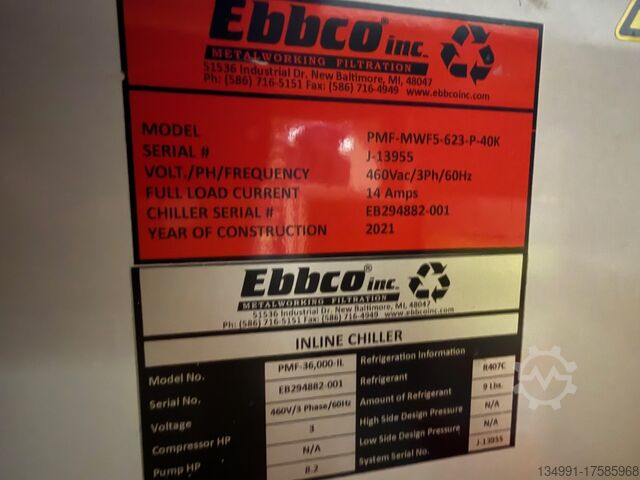 Ebbco inc.
METALWORKING FILTRATION
51536 Industrial Dr. New Baltimore, MI, 48047
Ph: (586) 716-5151 Fax: (586) 716-4949 www.ebbcoinc.com
MODEL PMF-MWF5-623-P-40K
SERIAL # J-13955
VOLT./PH/FREQUENCY 460Vac/3Ph/60Hz
FULL LOAD CURRENT 14 Amps
CHILLER SERIAL # EB294882-001
YEAR OF CONSTRUCTION 2021
Ebbco® inc.
METALWORKING FILTRATION
51536 Industrial Dr. New Baltimore, MI, 48047
Ph: (586) 716-5151 Fax: (586) 716-4949 www.ebbcoinc.com
INLINE CHILLER
Model No. PMF-36,000-IL Refrigeration Information
Serial No. EB294882-001 Refrigerant R407C
Voltage 460V/3 Phase/60Hz Amount of Refrigerant 9 Lbs.
Compressor HP 3 High Side Design Pressure N/A
Pump HP N/A Low Side Design Pressure N/A
8.2 System Serial No. J-13955
134991-17585968